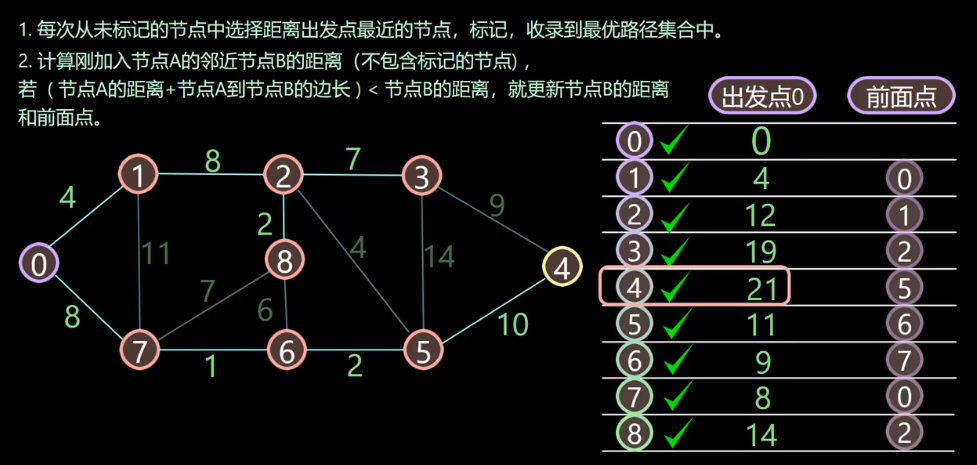 1. 每次从未标记的节点中选择距离出发点最近的节点，标记，收录到最优路径集合中。
2. 计算刚加入节点A的邻近节点B的距离（不包含标记的节点)，
若（节点A的距离+节点A到节点B的边长）< 节点B的距离，就更新节点B的距离
和前面点。
出发点0 前面点
0 0
1 4 0
2 12 1
3 19 2
4 21 5
5 11 6
6 9 7
7 8 0
8 14 2
8 7
1 2 3
4 9
2
11 4 14
0 8 4
7
8 6 10
7 6 5
1 2